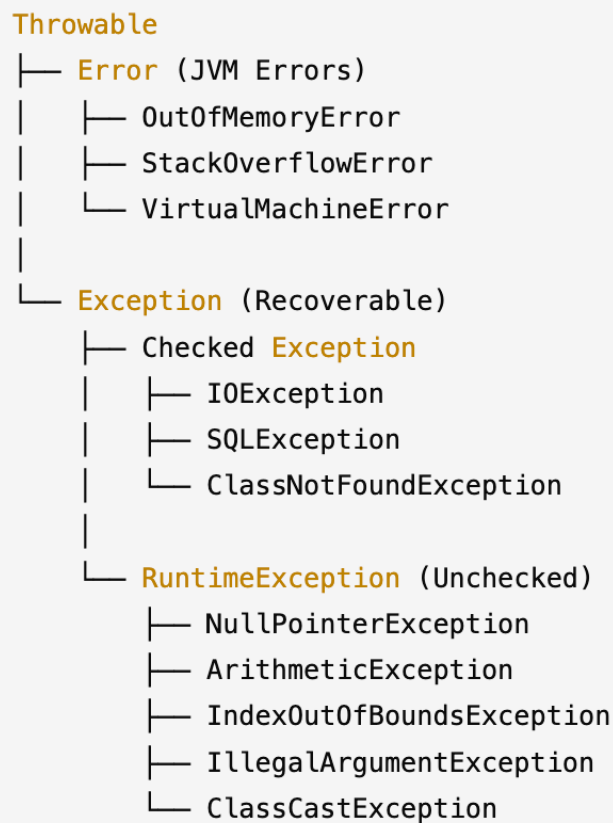 Throwable
├── Error (JVM Errors)
│   ├── OutOfMemoryError
│   ├── StackOverflowError
│   └── VirtualMachineError
│
└── Exception (Recoverable)
    ├── Checked Exception
    │   ├── IOException
    │   ├── SQLException
    │   └── ClassNotFoundException
    │
    └── RuntimeException (Unchecked)
        ├── NullPointerException
        ├── ArithmeticException
        ├── IndexOutOfBoundsException
        ├── IllegalArgumentException
        └── ClassCastException